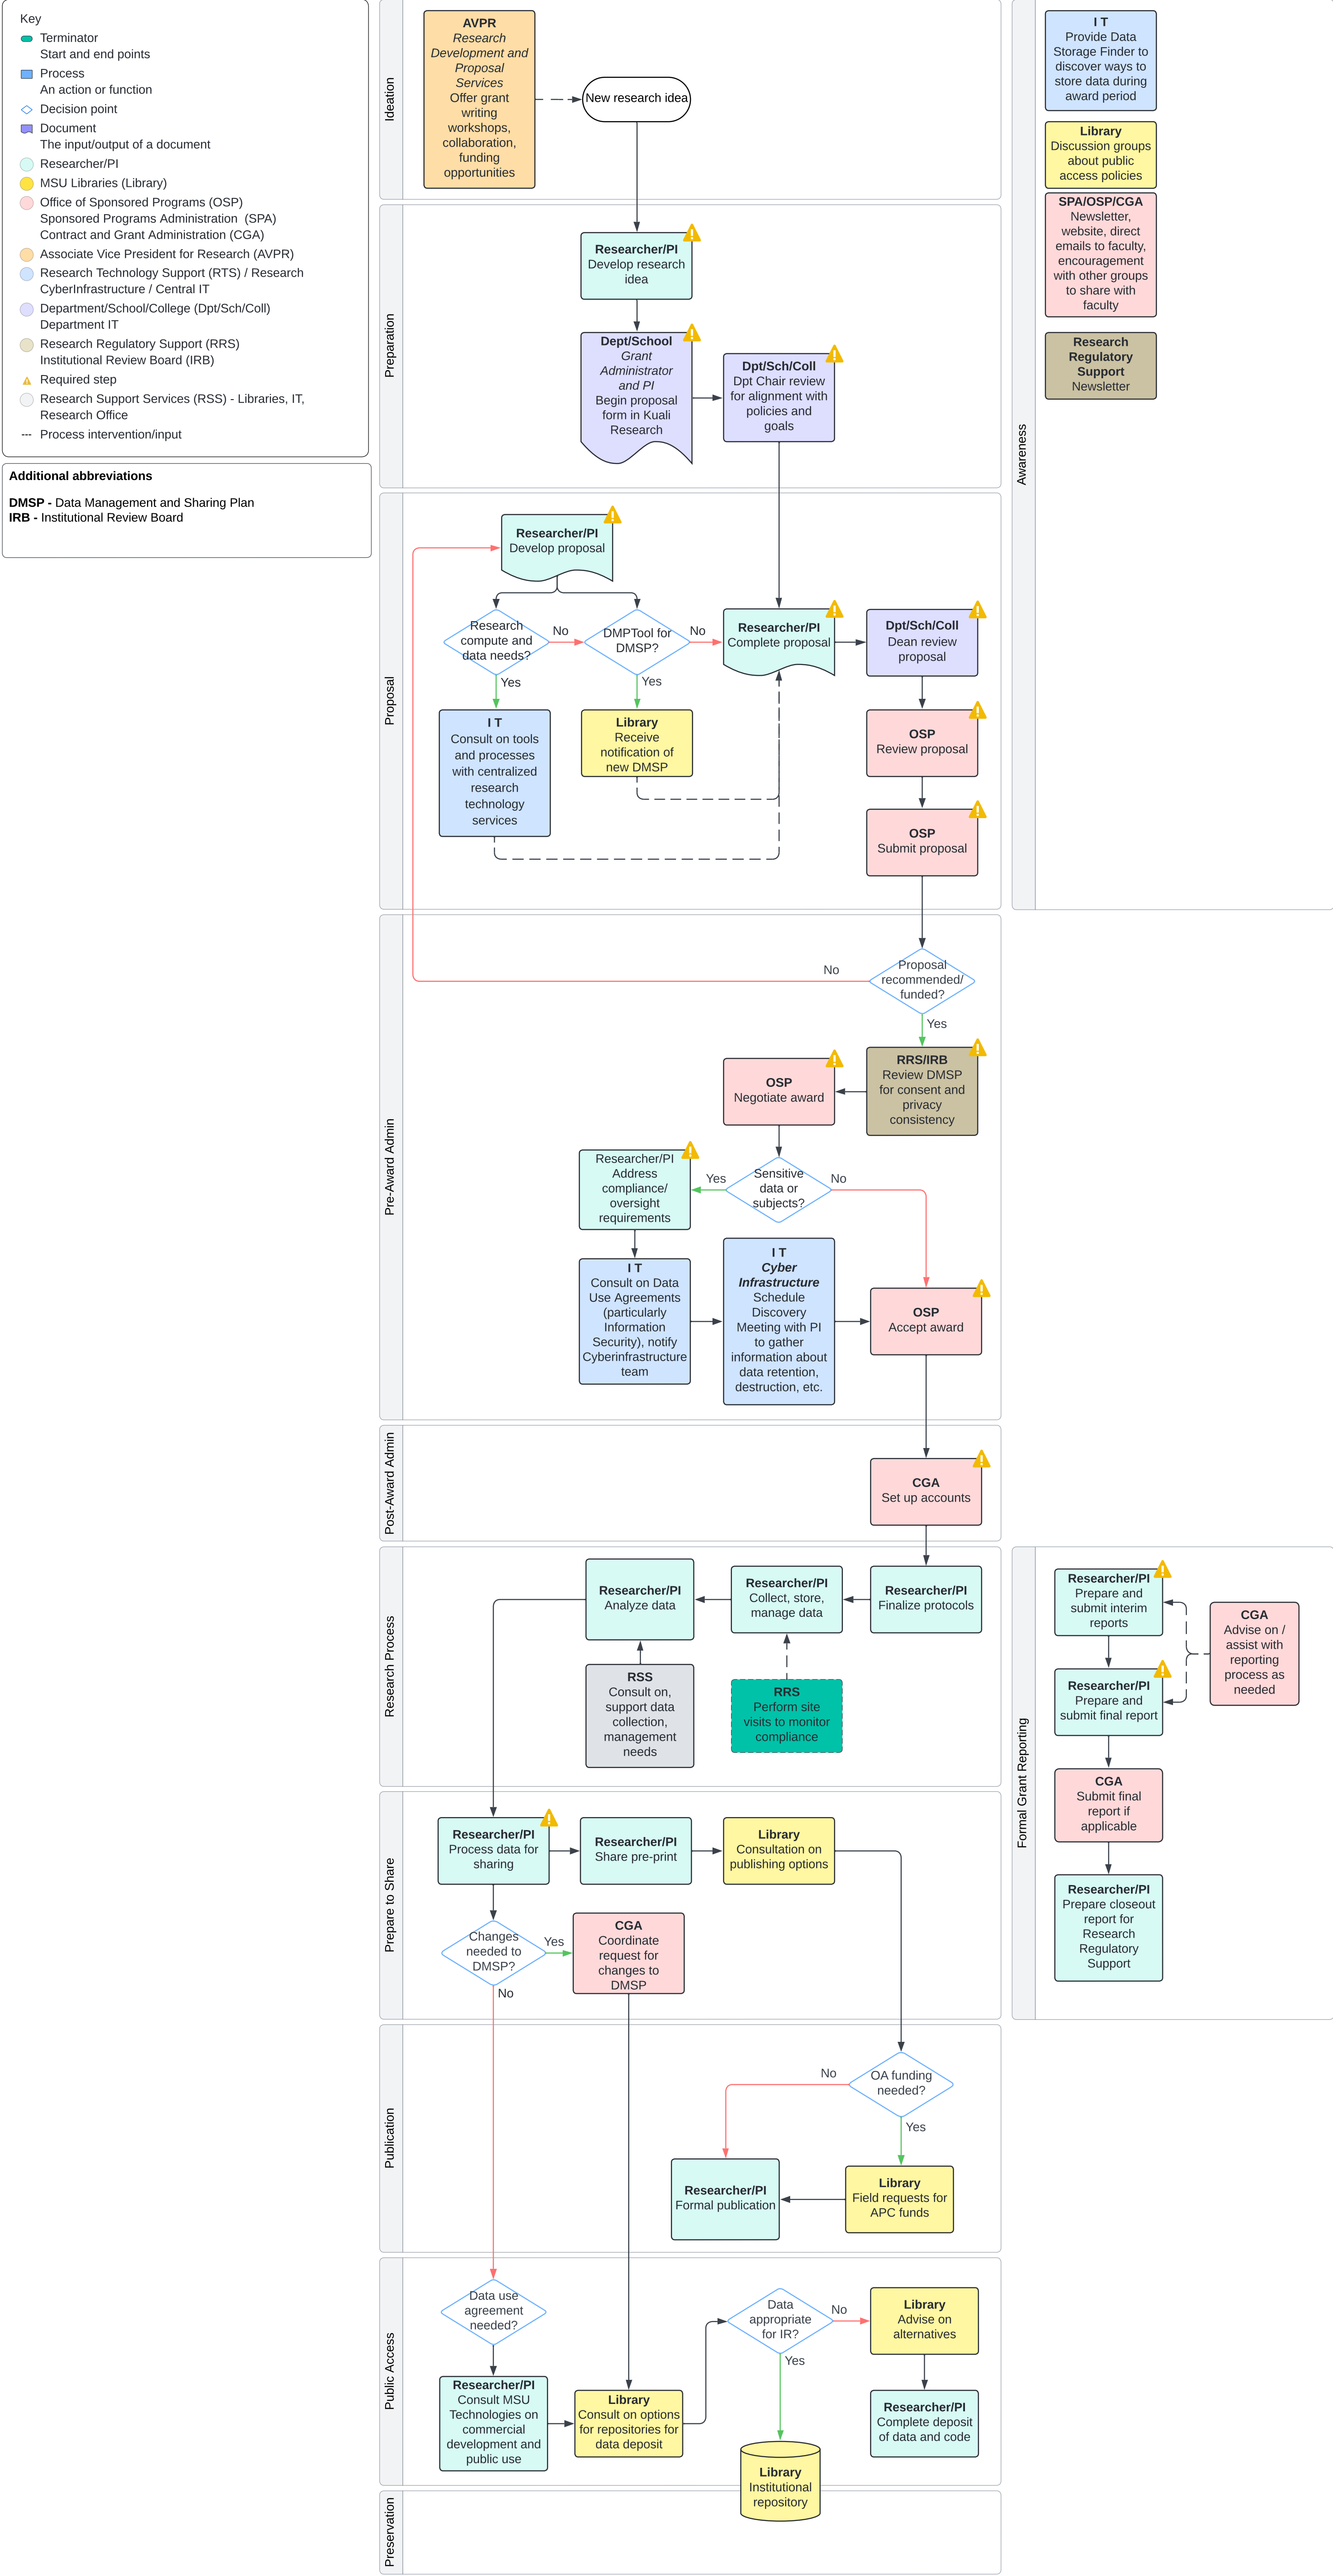 Key
Terminator
Start and end points
Process
An action or function
Decision point
Document
The input/output of a document
Researcher/PI
MSU Libraries (Library)
Office of Sponsored Programs (OSP)
Sponsored Programs Administration (SPA)
Contract and Grant Administration (CGA)
Associate Vice President for Research (AVPR)
Research Technology Support (RTS) / Research
CyberInfrastructure / Central IT
Department/School/College (Dpt/Sch/Coll)
Department IT
Research Regulatory Support (RRS)
Institutional Review Board (IRB)
Required step
Research Support Services (RSS) - Libraries, IT,
Research Office
--- Process intervention/input
Additional abbreviations
DMSP - Data Management and Sharing Plan
IRB - Institutional Review Board
Ideation
AVPR
Research
Development and
Proposal
Services
Offer grant
writing
workshops,
collaboration,
funding
opportunities
New research idea
Preparation
Researcher/PI
Develop research
idea
Dept/School
Grant
Administrator
and PI
Begin proposal
form in Kuali
Research
Dpt/Sch/Coll
Dpt Chair review
for alignment with
policies and
goals
Awareness
I T
Provide Data
Storage Finder to
discover ways to
store data during
award period
Library
Discussion groups
about public
access policies
SPA/OSP/CGA
Newsletter,
website, direct
emails to faculty,
encouragement
with other groups
to share with
faculty
Research
Regulatory
Support
Newsletter
Proposal
Researcher/PI
Develop proposal
Research
compute and
data needs?
No
Yes
DMPTool for
DMSP?
No
Yes
Researcher/PI
Complete proposal
Dpt/Sch/Coll
Dean review
proposal
I T
Consult on tools
and processes
with centralized
research
technology
services
Library
Receive
notification of
new DMSP
OSP
Review proposal
OSP
Submit proposal
Pre-Award Admin
Proposal
recommended/
funded?
No
Yes
RRS/IRB
Review DMSP
for consent and
privacy
consistency
OSP
Negotiate award
Sensitive
data or
subjects?
Yes
No
Researcher/PI
Address
compliance/
oversight
requirements
I T
Consult on Data
Use Agreements
(particularly
Information
Security), notify
Cyberinfrastructure
team
I T
Cyber
Infrastructure
Schedule
Discovery
Meeting with PI
to gather
information about
data retention,
destruction, etc.
OSP
Accept award
Post-Award Admin
CGA
Set up accounts
Research Process
Researcher/PI
Analyze data
Researcher/PI
Collect, store,
manage data
Researcher/PI
Finalize protocols
RSS
Consult on,
support data
collection,
management
needs
RRS
Perform site
visits to monitor
compliance
Formal Grant Reporting
Researcher/PI
Prepare and
submit interim
reports
Researcher/PI
Prepare and
submit final report
CGA
Advise on /
assist with
reporting
process as
needed
CGA
Submit final
report if
applicable
Researcher/PI
Prepare closeout
report for
Research
Regulatory
Support
Prepare to Share
Researcher/PI
Process data for
sharing
Researcher/PI
Share pre-print
Library
Consultation on
publishing options
Changes
needed to
DMSP?
Yes
No
CGA
Coordinate
request for
changes to
DMSP
Publication
OA funding
needed?
No
Yes
Researcher/PI
Formal publication
Library
Field requests for
APC funds
Public Access
Data use
agreement
needed?
Researcher/PI
Consult MSU
Technologies on
commercial
development and
public use
Library
Consult on options
for repositories for
data deposit
Data
appropriate
for IR?
No
Yes
Library
Advise on
alternatives
Researcher/PI
Complete deposit
of data and code
Library
Institutional
repository
Preservation